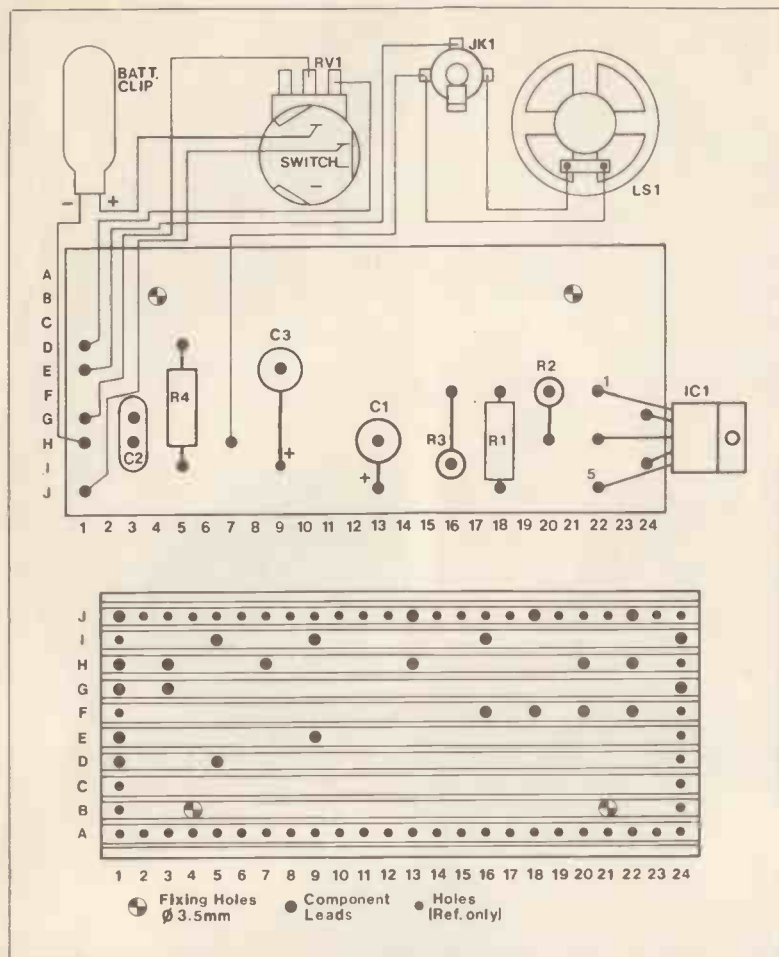 BATT.
CLIP
RV1
JK1
SWITCH
LS1
- +
A
B
C
D
E
F
G
H
I
J
C3
R4
C2
+
C1
+
R3
R1
R2
1
5
IC1
1 2 3 4 5 6 7 8 9 10 11 12 13 14 15 16 17 18 19 20 21 22 23 24
J
I
H
G
F
E
D
C
B
A
1 2 3 4 5 6 7 8 9 10 11 12 13 14 15 16 17 18 19 20 21 22 23 24
Fixing Holes
Ø 3.5mm
Component
Leads
Holes
(Ref. only)